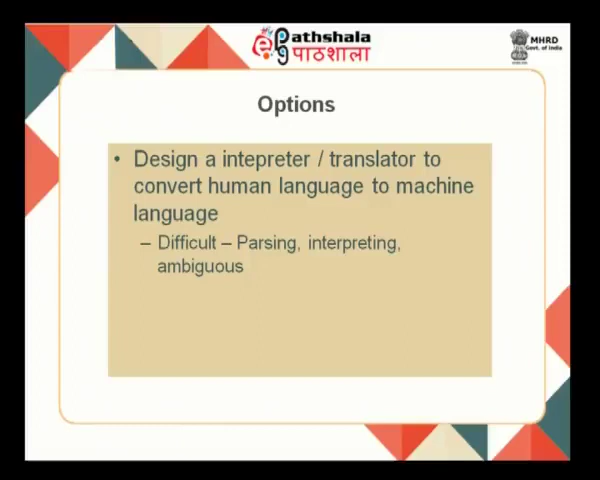 ePathshala
पाठशाला
MHRD
Govt. of India
Options
• Design a intepreter / translator to
convert human language to machine
language
– Difficult – Parsing, interpreting,
ambiguous